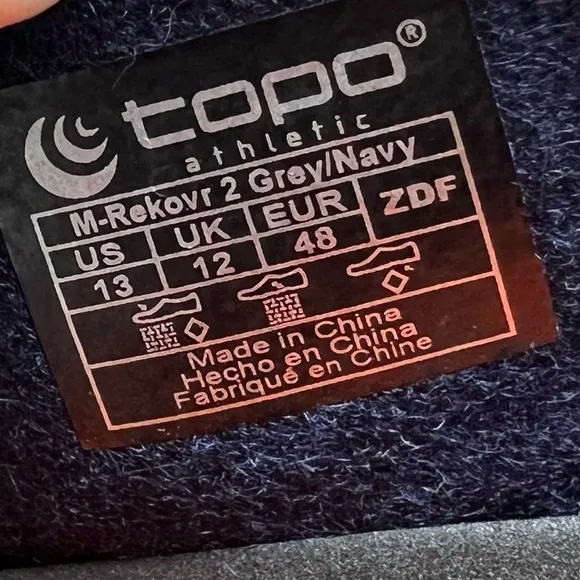 topo®
athletic
M-Rekovr 2 Grey/Navy
US UK EUR ZDF
13 12 48
Made in China
Hecho en China
Fabriqué en Chine